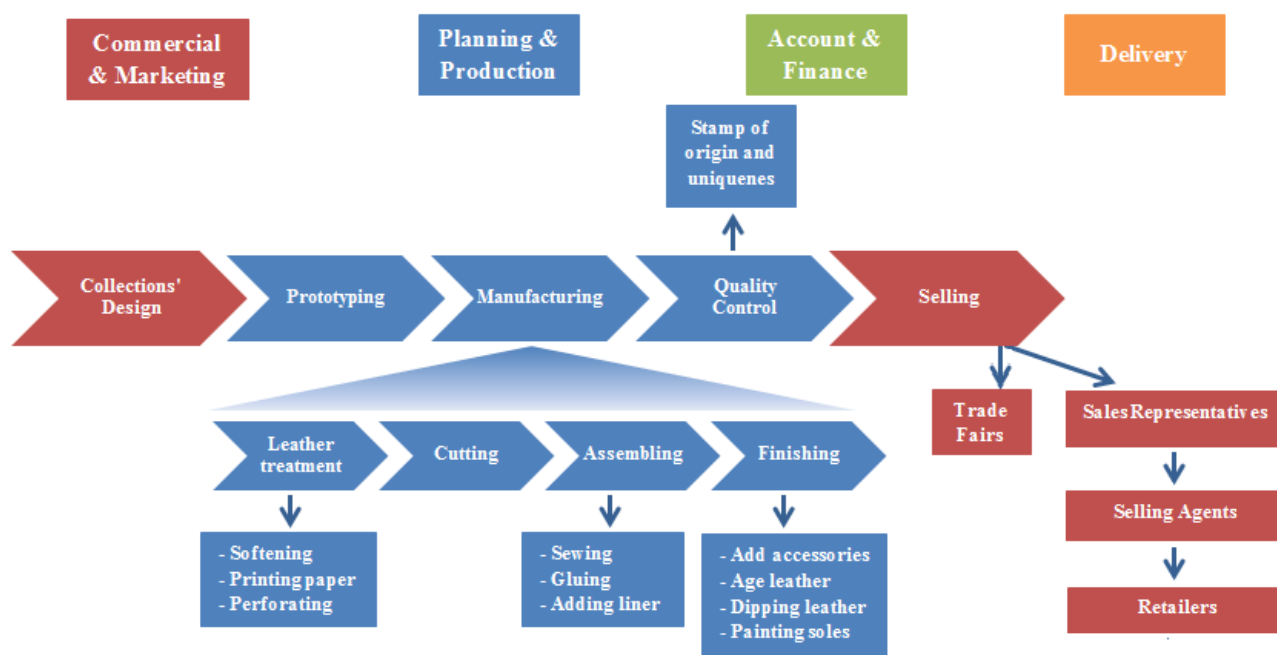 Commercial
& Marketing
Planning &
Production
Account &
Finance
Delivery
Stamp of
origin and
uniquenes
Collections'
Design
Prototyping
Manufacturing
Quality
Control
Selling
Trade
Fairs
Sales Representatives
Leather
treatment
Cutting
Assembling
Finishing
Selling Agents
- Softening
- Printing paper
- Perforating
- Sewing
- Gluing
- Adding liner
- Add accessories
- Age leather
- Dipping leather
- Painting soles
Retailers